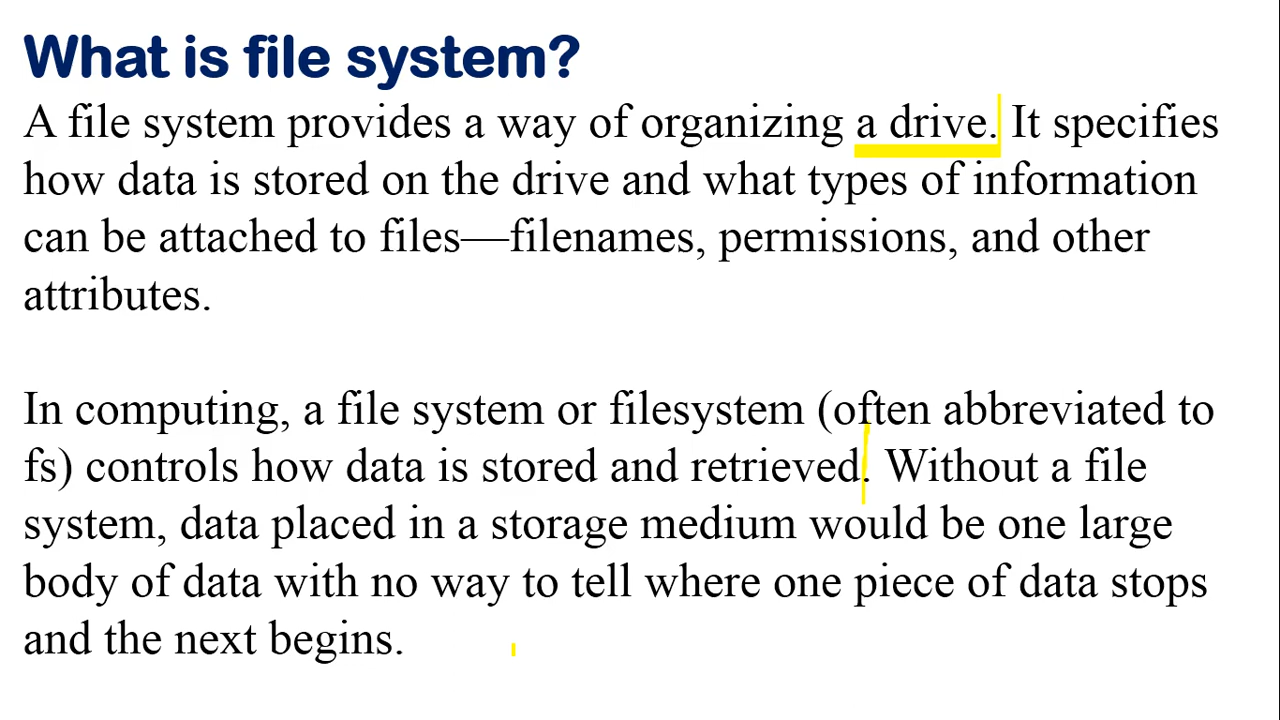 What is file system?
A file system provides a way of organizing a drive. It specifies
how data is stored on the drive and what types of information
can be attached to files—filenames, permissions, and other
attributes.
In computing, a file system or filesystem (often abbreviated to
fs) controls how data is stored and retrieved. Without a file
system, data placed in a storage medium would be one large
body of data with no way to tell where one piece of data stops
and the next begins.